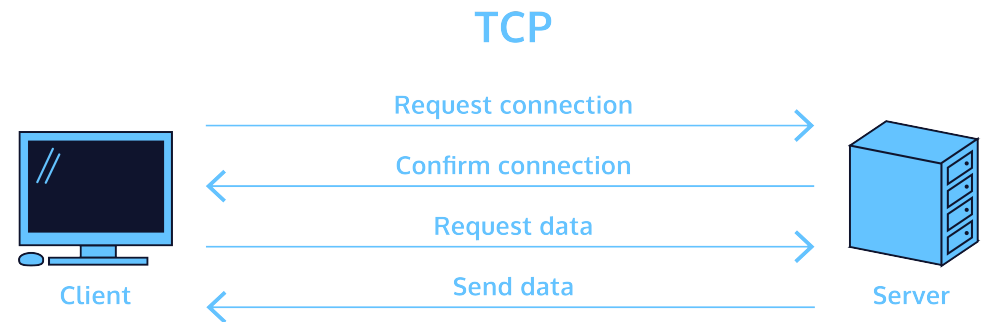 TCP
Request connection
Confirm connection
Request data
Send data
Client
Server